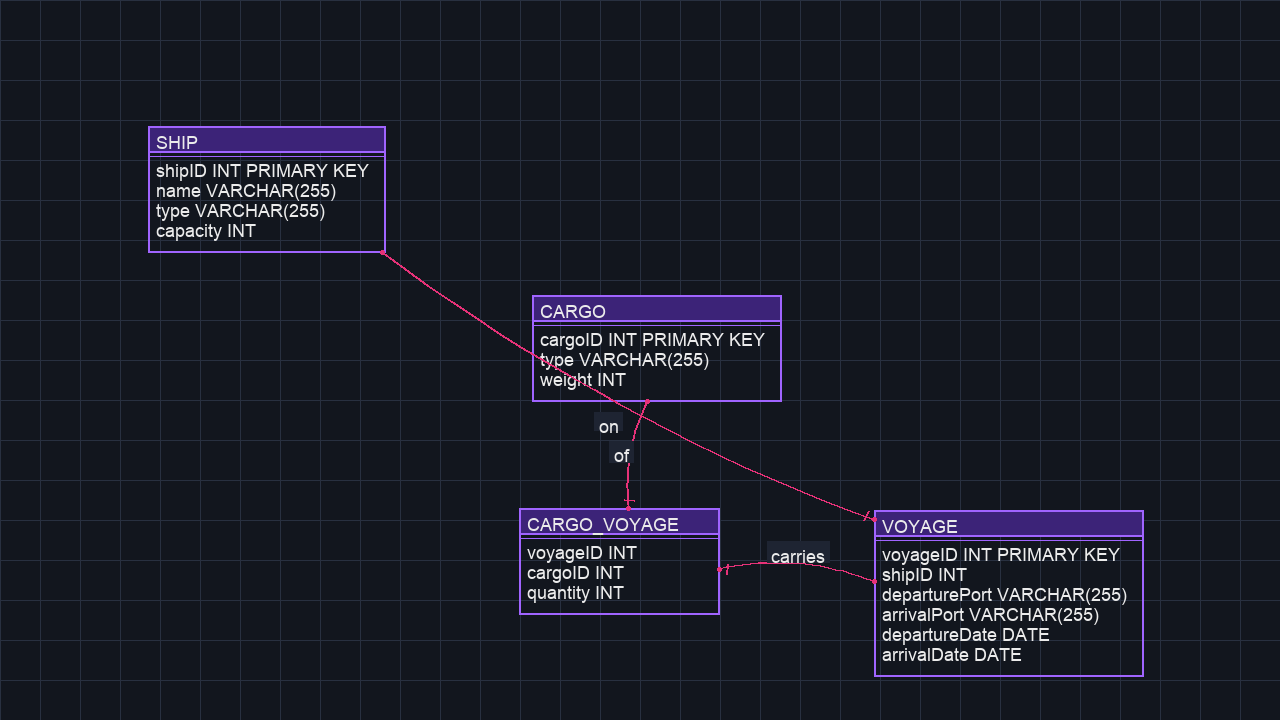 SHIP
shipID INT PRIMARY KEY
name VARCHAR(255)
type VARCHAR(255)
capacity INT
CARGO
cargoID INT PRIMARY KEY
type VARCHAR(255)
weight INT
on
of
CARGO_VOYAGE
voyageID INT
cargoID INT
quantity INT
carries
VOYAGE
voyageID INT PRIMARY KEY
shipID INT
departurePort VARCHAR(255)
arrivalPort VARCHAR(255)
departureDate DATE
arrivalDate DATE